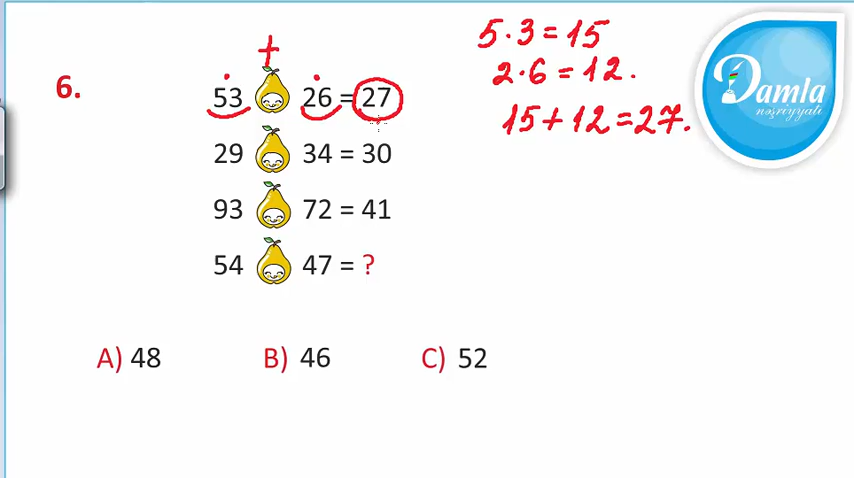 6.
+
53 26 = 27
29 34 = 30
93 72 = 41
54 47 = ?
A) 48 B) 46 C) 52
5·3=15
2·6=12.
15+12=27.
Damla
nəşriyyatı